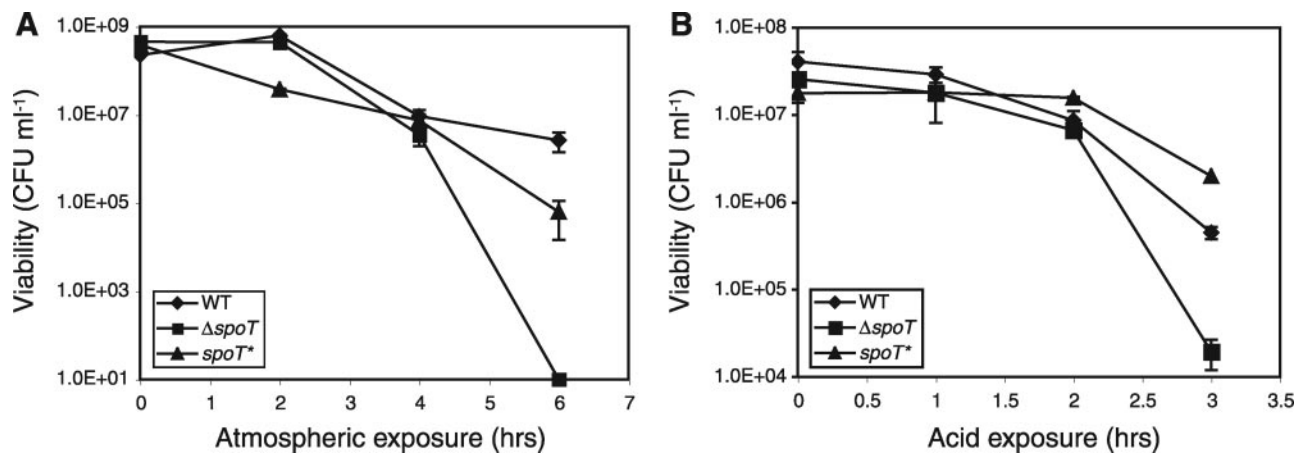 A
Viability (CFU ml⁻¹)
1.0E+09
1.0E+07
1.0E+05
1.0E+03
1.0E+01
WT
ΔspoT
spoT*
0 1 2 3 4 5 6 7
Atmospheric exposure (hrs)
B
Viability (CFU ml⁻¹)
1.0E+08
1.0E+07
1.0E+06
1.0E+05
1.0E+04
WT
ΔspoT
spoT*
0 0.5 1 1.5 2 2.5 3 3.5
Acid exposure (hrs)